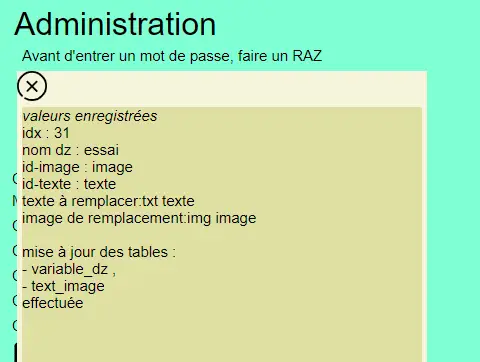 Administration
Avant d'entrer un mot de passe, faire un RAZ
valeurs enregistrées
idx : 31
nom dz : essai
id-image : image
id-texte : texte
texte à remplacer:txt texte
image de remplacement:img image
mise à jour des tables :
- variable_dz ,
- text_image
effectuée